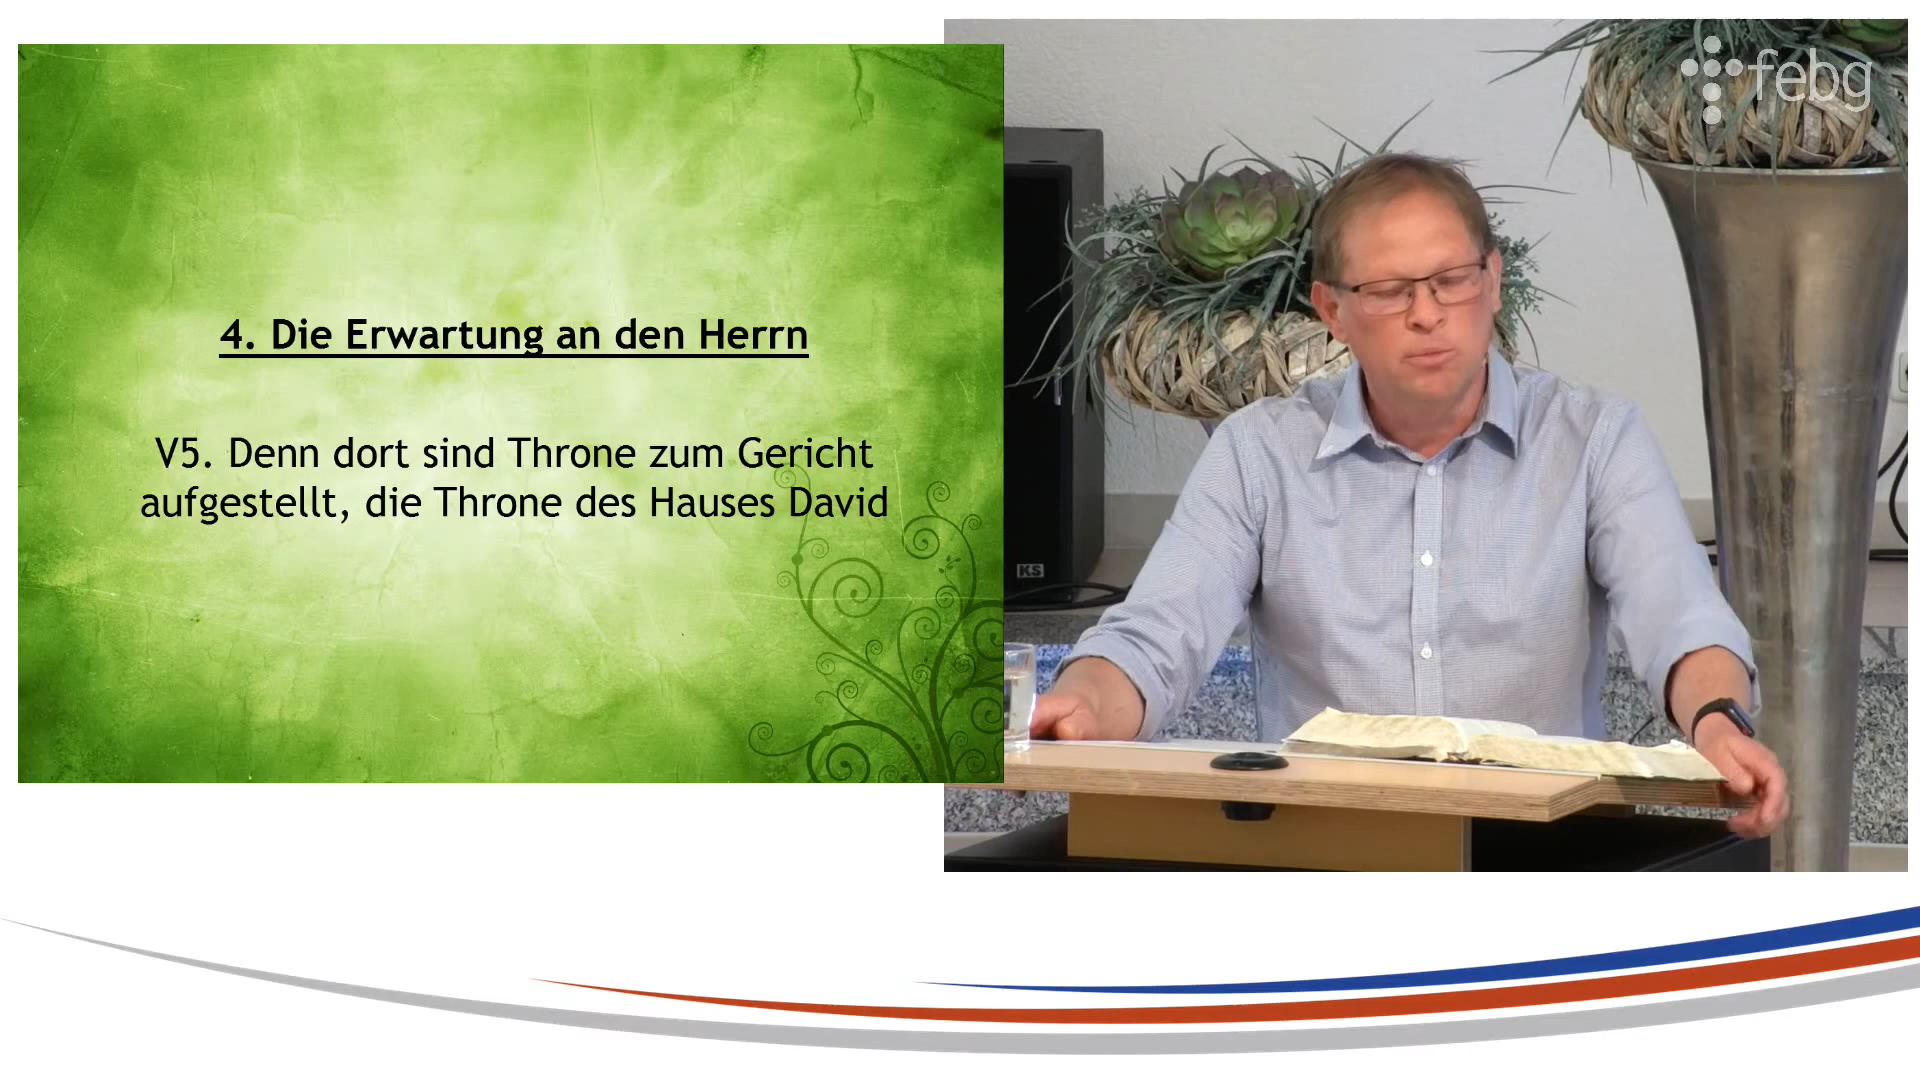 4. Die Erwartung an den Herrn
V5. Denn dort sind Throne zum Gericht
aufgestellt, die Throne des Hauses David
febg
KS